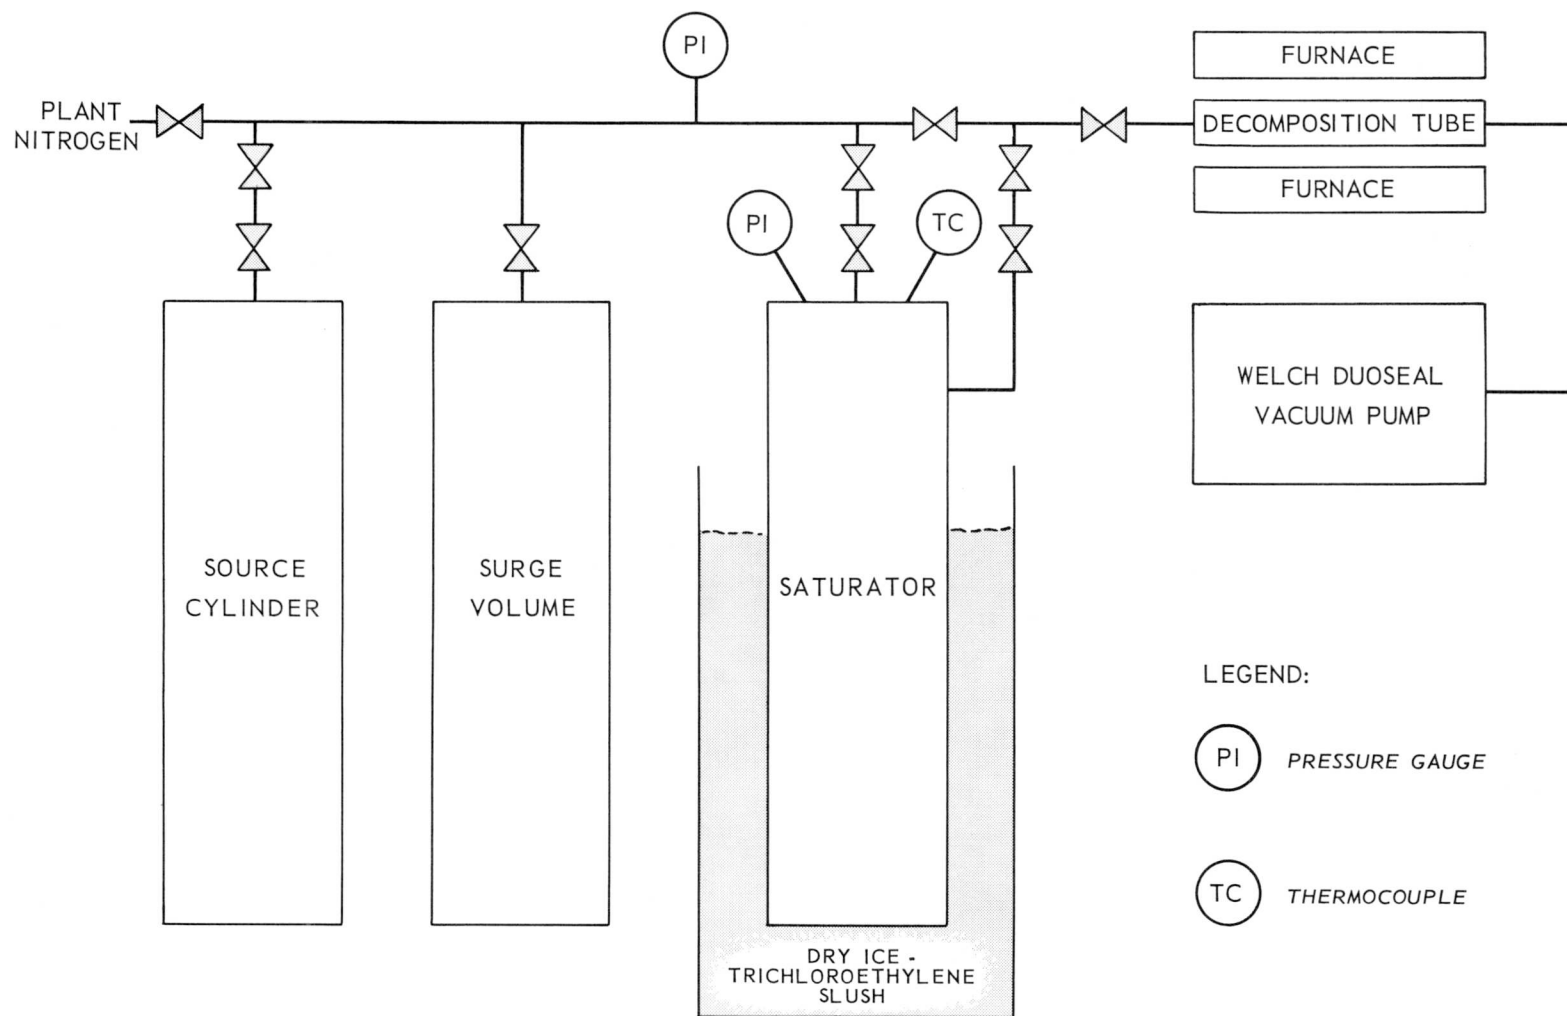 PI
FURNACE
PLANT
NITROGEN
DECOMPOSITION TUBE
FURNACE
PI
TC
WELCH DUOSEAL
VACUUM PUMP
SOURCE
CYLINDER
SURGE
VOLUME
SATURATOR
LEGEND:
PI PRESSURE GAUGE
TC THERMOCOUPLE
DRY ICE -
TRICHLOROETHYLENE
SLUSH